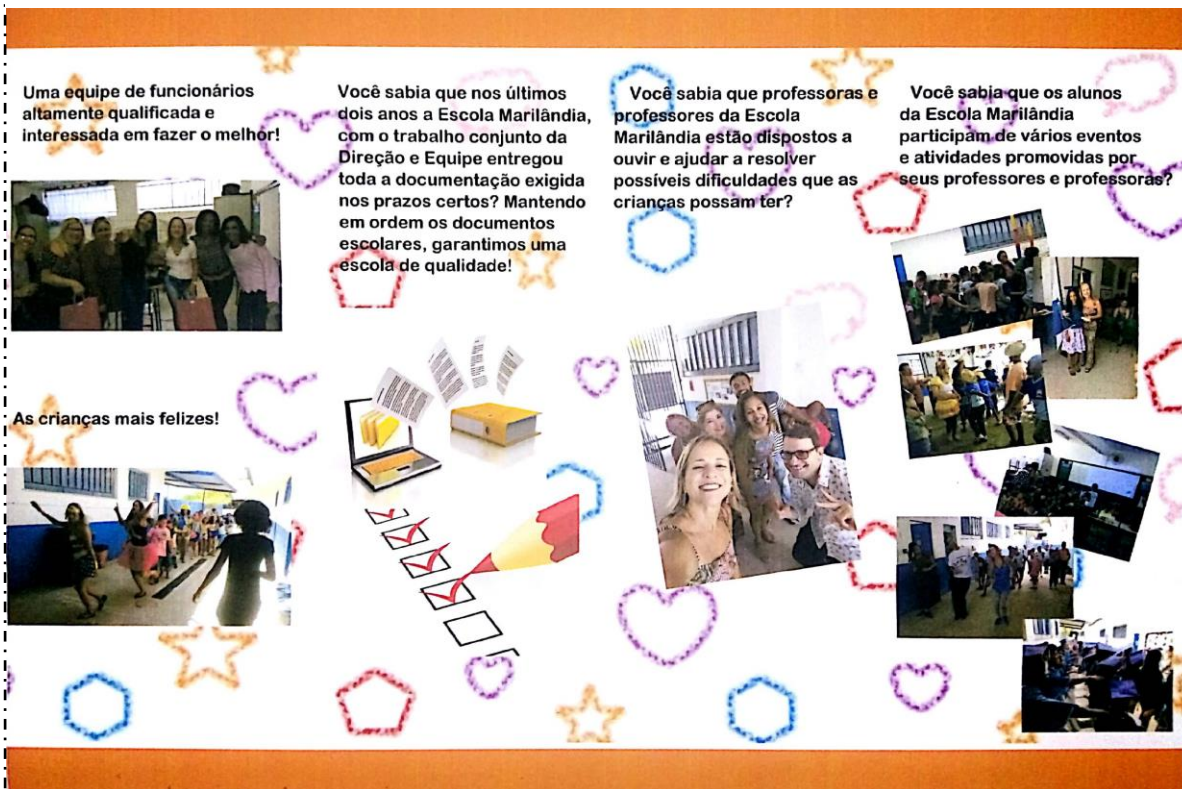 Uma equipe de funcionários
altamente qualificada e
interessada em fazer o melhor!
As crianças mais felizes!
Você sabia que nos últimos
dois anos a Escola Marilândia,
com o trabalho conjunto da
Direção e Equipe entregou
toda a documentação exigida
nos prazos certos? Mantendo
em ordem os documentos
escolares, garantimos uma
escola de qualidade!
Você sabia que professoras e
professores da Escola
Marilândia estão dispostos a
ouvir e ajudar a resolver
possíveis dificuldades que as
crianças possam ter?
Você sabia que os alunos
da Escola Marilândia
participam de vários eventos
e atividades promovidas por
seus professores e professoras?